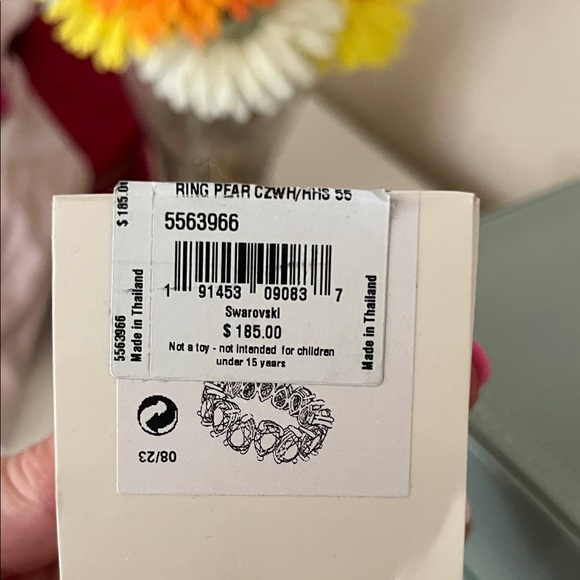 RING PEAR CZWH/RHS 55
5563966
1 91453 09083 7
Swarovski
$ 185.00
Not a toy - not intended for children
under 15 years
Made in Thailand
$ 185.00
5563966
Made in Thailand
08/23